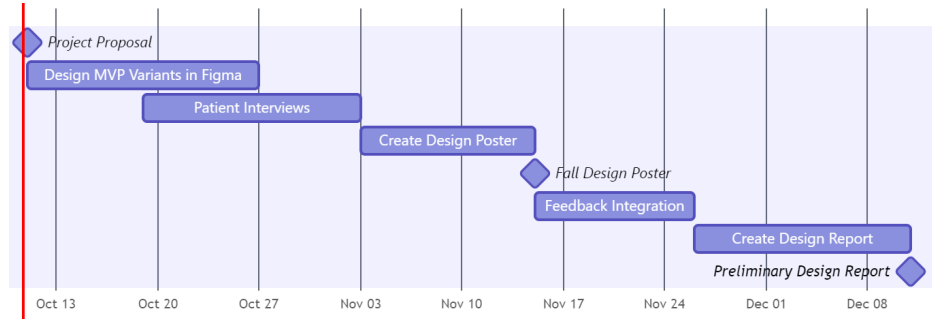 Project Proposal
Design MVP Variants in Figma
Patient Interviews
Create Design Poster
Fall Design Poster
Feedback Integration
Create Design Report
Preliminary Design Report
Oct 13 Oct 20 Oct 27 Nov 03 Nov 10 Nov 17 Nov 24 Dec 01 Dec 08